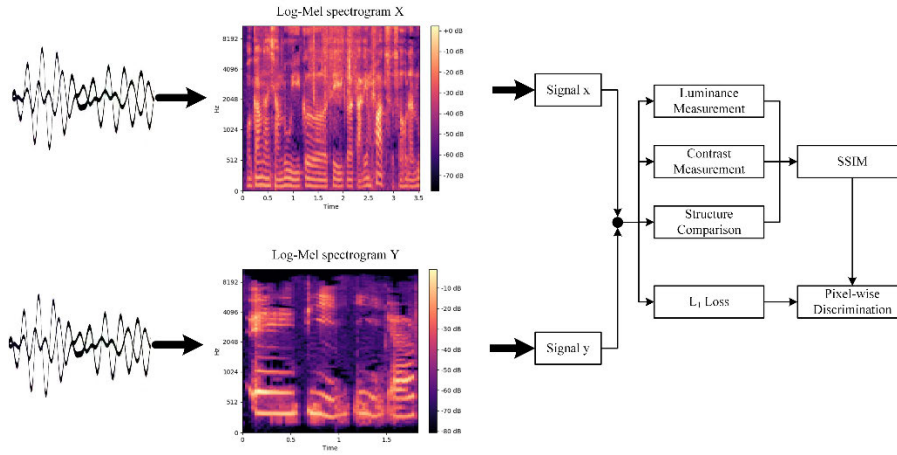 Log-Mel spectrogram X
+0 dB
8192
-10 dB
4096
-20 dB
-30 dB
2048
Hz
-40 dB
1024
-50 dB
512
-60 dB
-70 dB
0
0 0.5 1 1.5 2 2.5 3 3.5
Time
Log-Mel spectrogram Y
8192
-10 dB
4096
-20 dB
-30 dB
2048
Hz
-40 dB
1024
-50 dB
-60 dB
512
-70 dB
0
-80 dB
0 0.5 1 1.5
Time
Signal x
Signal y
Luminance
Measurement
Contrast
Measurement
Structure
Comparison
L₁ Loss
SSIM
Pixel-wise
Discrimination